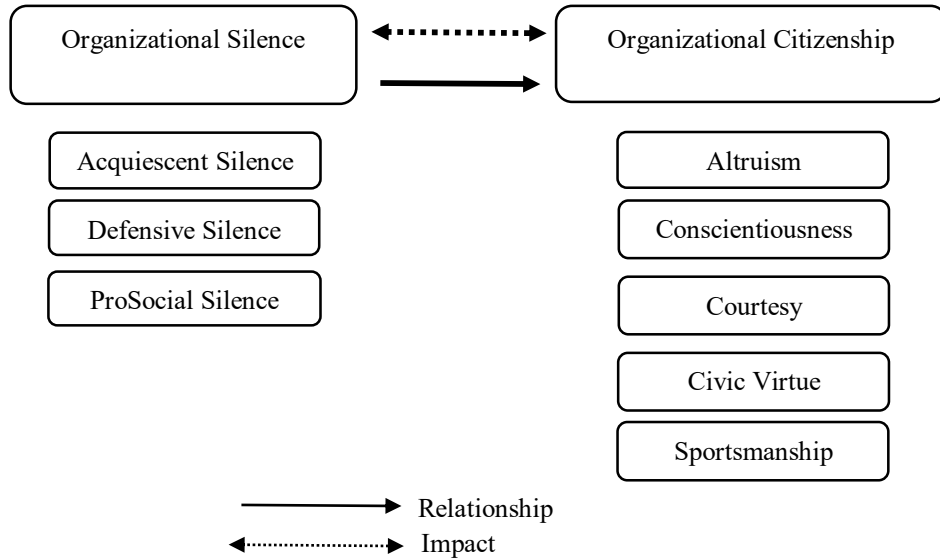 Organizational Silence
Organizational Citizenship
Acquiescent Silence
Altruism
Defensive Silence
Conscientiousness
ProSocial Silence
Courtesy
Civic Virtue
Sportsmanship
Relationship
Impact